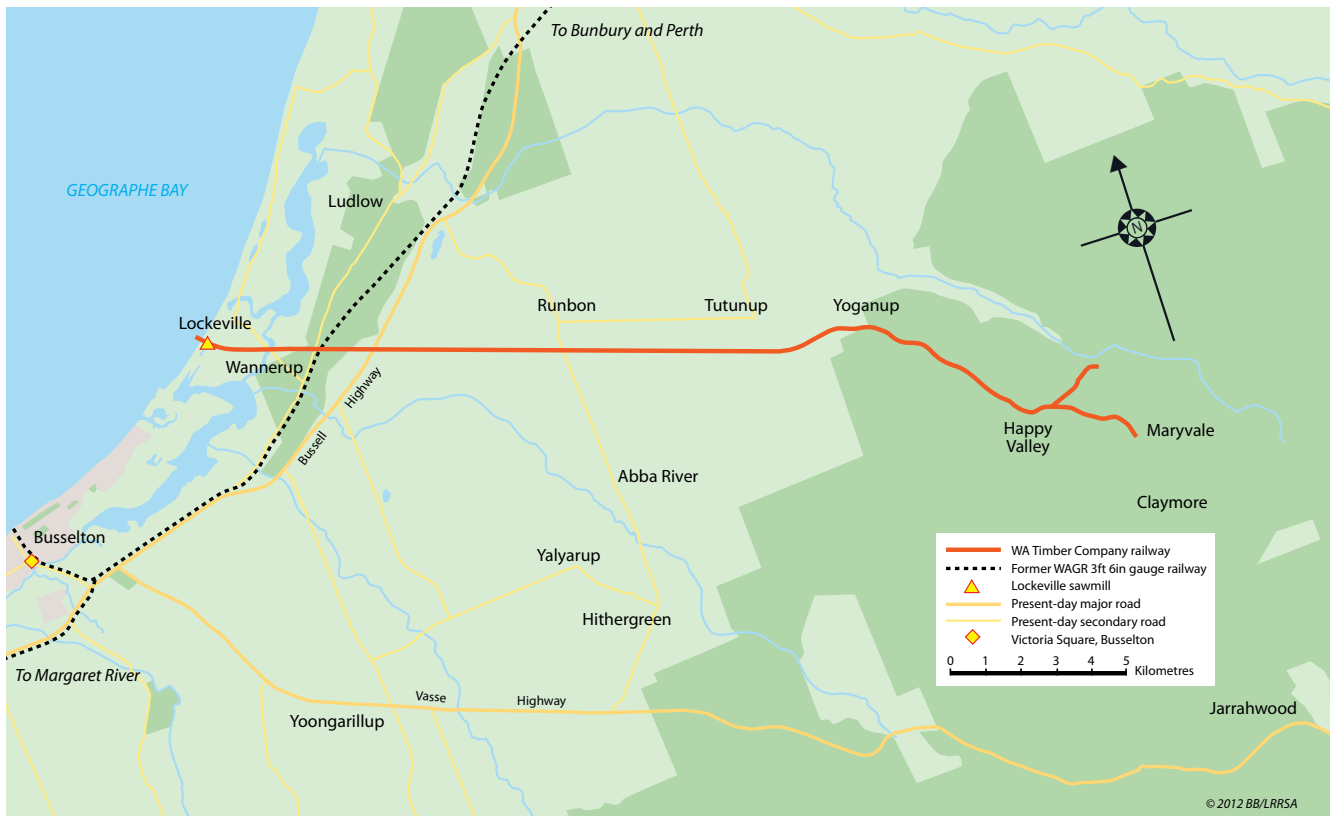 To Bunbury and Perth
GEOGRAPHE BAY
Ludlow
N
Runbon
Tutunup
Yoganup
Lockeville
Wannerup
Highway
Bussell
Happy
Valley
Maryvale
Abba River
Claymore
Busselton
Yalyarup
Hithergreen
To Margaret River
Vasse
Highway
Yoongarillup
Jarrahwood
WA Timber Company railway
Former WAGR 3ft 6in gauge railway
Lockeville sawmill
Present-day major road
Present-day secondary road
Victoria Square, Busselton
0 1 2 3 4 5
Kilometres
© 2012 BB/LRRSA